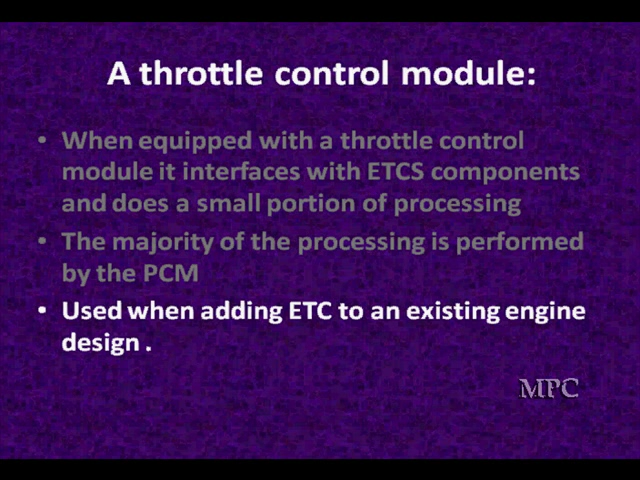 A throttle control module:
• When equipped with a throttle control
module it interfaces with ETCS components
and does a small portion of processing
• The majority of the processing is performed
by the PCM
• Used when adding ETC to an existing engine
design .
MPC